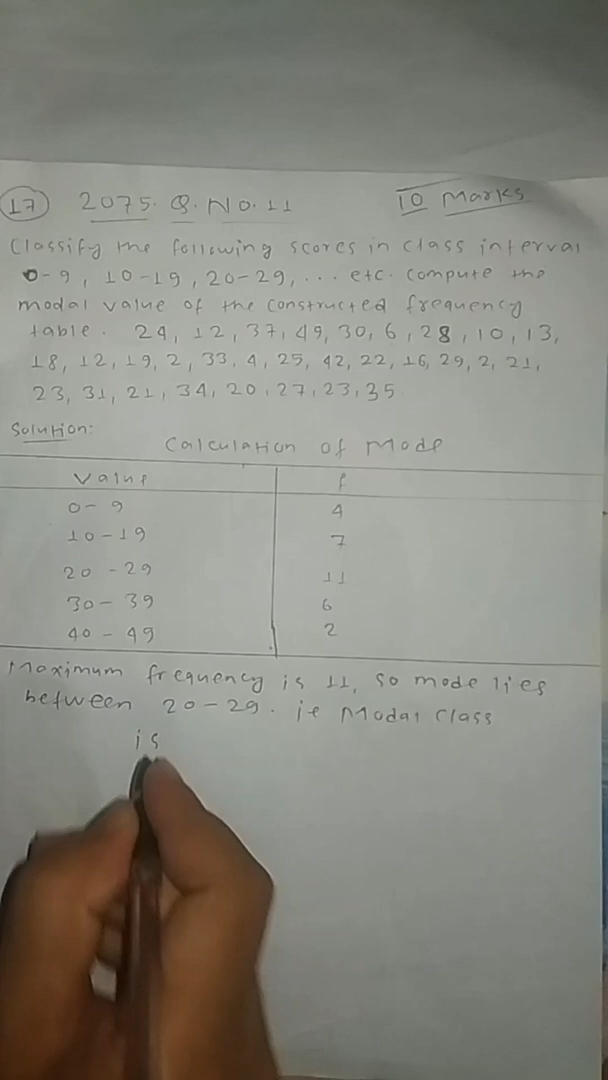 17 2075. Q. NO. 11 10 Marks
Classify the following scores in class interval
0-9, 10-19, 20-29, ... etc. compute the
modal value of the constructed frequency
table. 24, 12, 37, 49, 30, 6, 28, 10, 13,
18, 12, 19, 2, 33, 4, 25, 42, 22, 16, 29, 2, 21,
23, 31, 21, 34, 20, 27, 23, 35
Solution:
Calculation of Mode
Value f
0-9 4
10-19 7
20-29 11
30-39 6
40-49 2
Maximum frequency is 11, so mode lies
between 20-29. ie Modal class
is